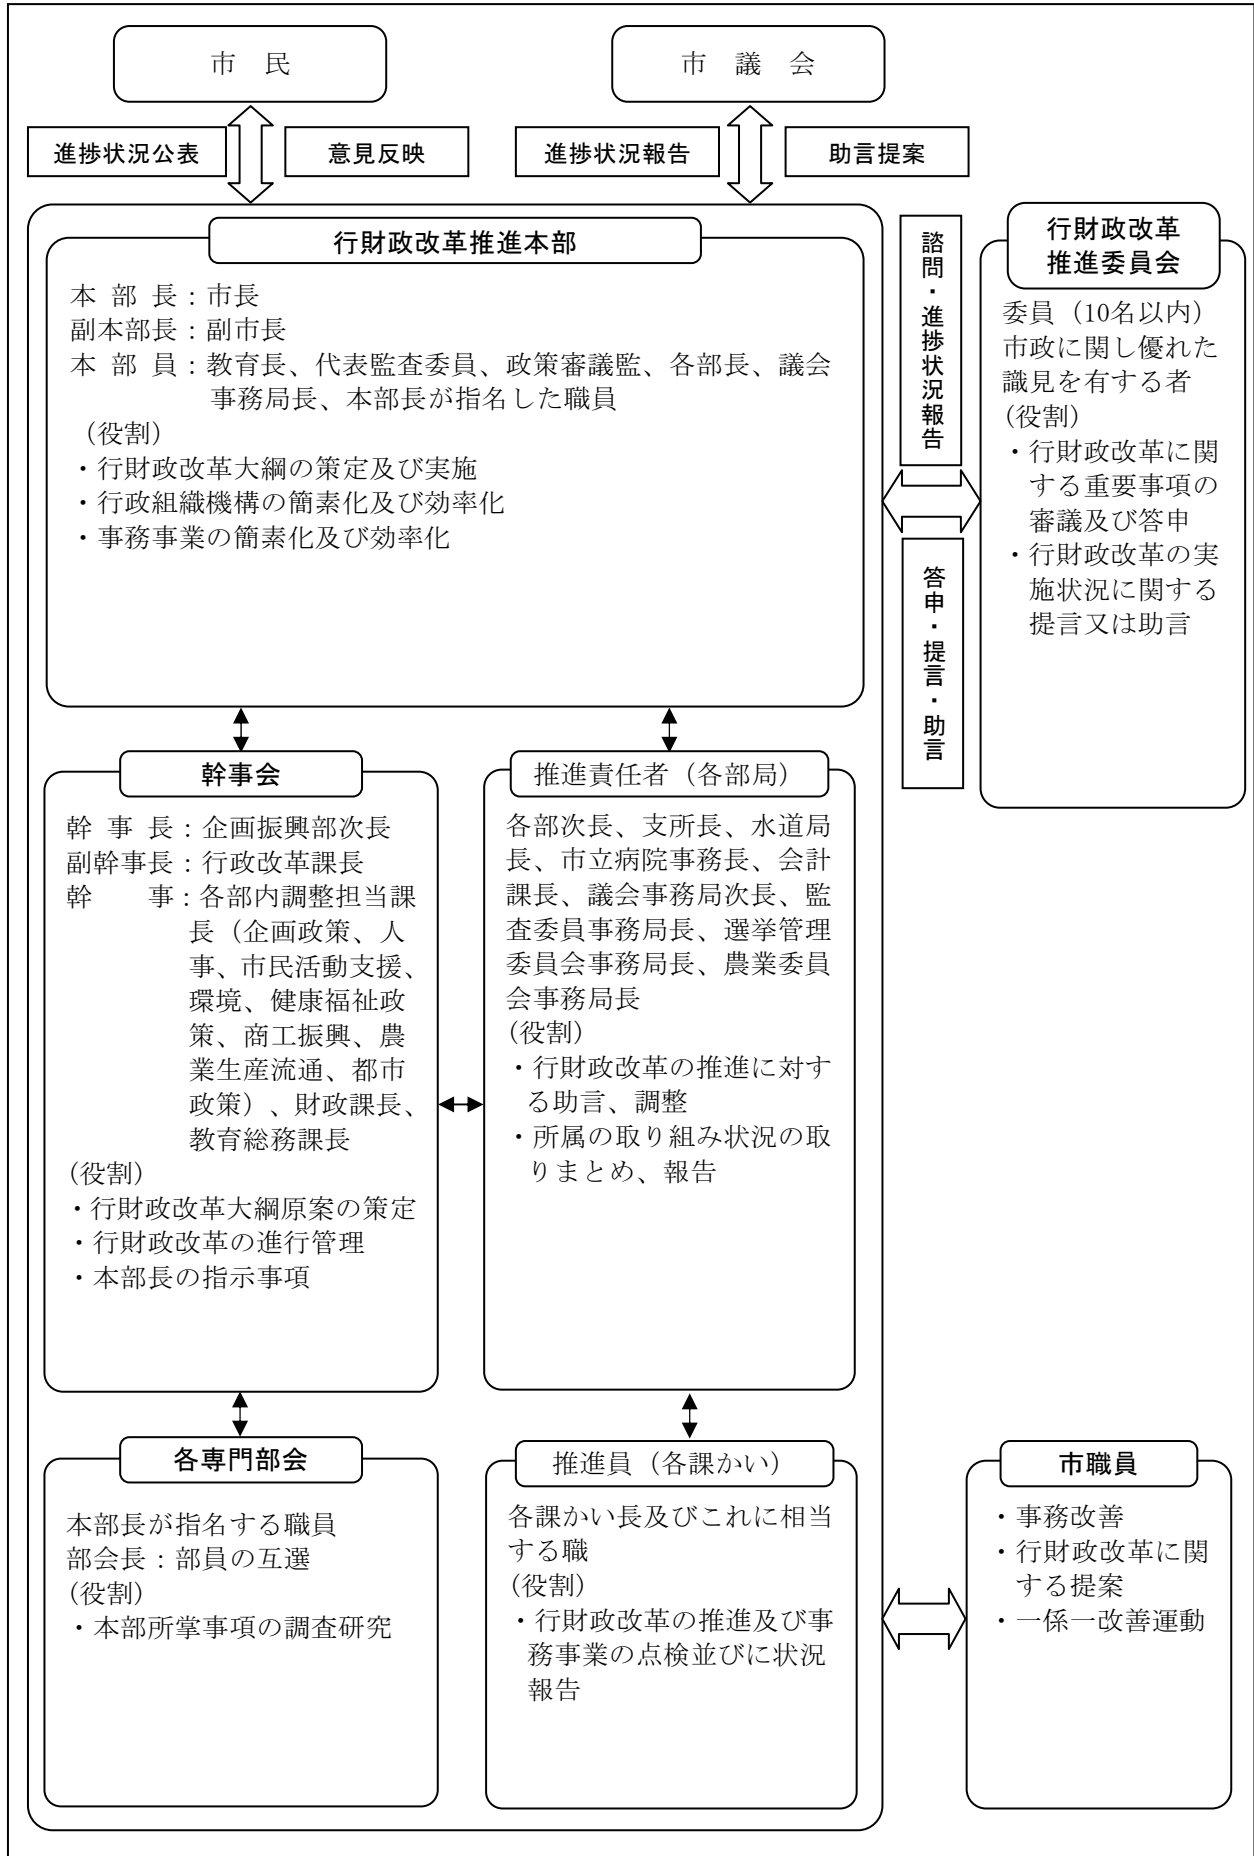 市　民
市　議　会
進捗状況公表
意見反映
進捗状況報告
助言提案
行財政改革推進本部
本 部 長：市長
副本部長：副市長
本 部 員：教育長、代表監査委員、政策審議監、各部長、議会
事務局長、本部長が指名した職員
（役割）
・行財政改革大綱の策定及び実施
・行政組織機構の簡素化及び効率化
・事務事業の簡素化及び効率化
諮問・進捗状況報告
答申・提言・助言
行財政改革
推進委員会
委員（10名以内）
市政に関し優れた
識見を有する者
(役割)
・行財政改革に関
する重要事項の
審議及び答申
・行財政改革の実
施状況に関する
提言又は助言
幹事会
幹 事 長：企画振興部次長
副幹事長：行政改革課長
幹　　事：各部内調整担当課
長（企画政策、人
事、市民活動支援、
環境、健康福祉政
策、商工振興、農
業生産流通、都市
政策）、財政課長、
教育総務課長
(役割)
・行財政改革大綱原案の策定
・行財政改革の進行管理
・本部長の指示事項
推進責任者（各部局）
各部次長、支所長、水道局
長、市立病院事務長、会計
課長、議会事務局次長、監
査委員事務局長、選挙管理
委員会事務局長、農業委員
会事務局長
(役割)
・行財政改革の推進に対す
る助言、調整
・所属の取り組み状況の取
りまとめ、報告
各専門部会
本部長が指名する職員
部会長：部員の互選
(役割)
・本部所掌事項の調査研究
推進員（各課かい）
各課かい長及びこれに相当
する職
(役割)
・行財政改革の推進及び事
務事業の点検並びに状況
報告
市職員
・事務改善
・行財政改革に関
する提案
・一係一改善運動